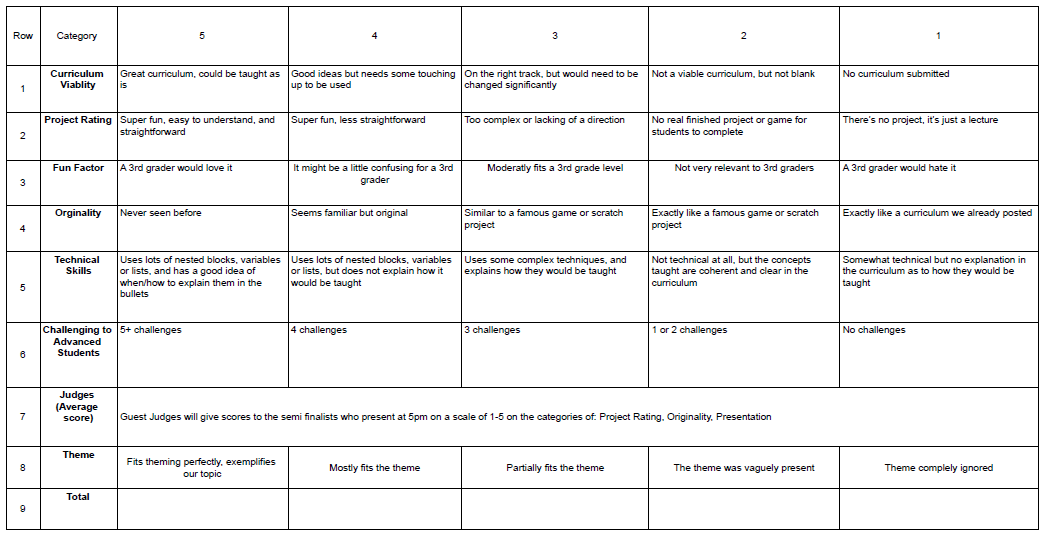 Row Category 5 4 3 2 1
1 Curriculum Viablity Great curriculum, could be taught as is Good ideas but needs some touching up to be used On the right track, but would need to be changed significantly Not a viable curriculum, but not blank No curriculum submitted
2 Project Rating Super fun, easy to understand, and straightforward Super fun, less straightforward Too complex or lacking of a direction No real finished project or game for students to complete There's no project, it's just a lecture
3 Fun Factor A 3rd grader would love it It might be a little confusing for a 3rd grader Moderatly fits a 3rd grade level Not very relevant to 3rd graders A 3rd grader would hate it
4 Orginality Never seen before Seems familiar but original Similar to a famous game or scratch project Exactly like a famous game or scratch project Exactly like a curriculum we already posted
5 Technical Skills Uses lots of nested blocks, variables or lists, and has a good idea of when/how to explain them in the bullets Uses lots of nested blocks, variables or lists, but does not explain how it would be taught Uses some complex techniques, and explains how they would be taught Not technical at all, but the concepts taught are coherent and clear in the curriculum Somewhat technical but no explanation in the curriculum as to how they would be taught
6 Challenging to Advanced Students 5+ challenges 4 challenges 3 challenges 1 or 2 challenges No challenges
7 Judges (Average score) Guest Judges will give scores to the semi finalists who present at 5pm on a scale of 1-5 on the categories of: Project Rating, Originality, Presentation
8 Theme Fits theming perfectly, exemplifies our topic Mostly fits the theme Partially fits the theme The theme was vaguely present Theme complely ignored
9 Total